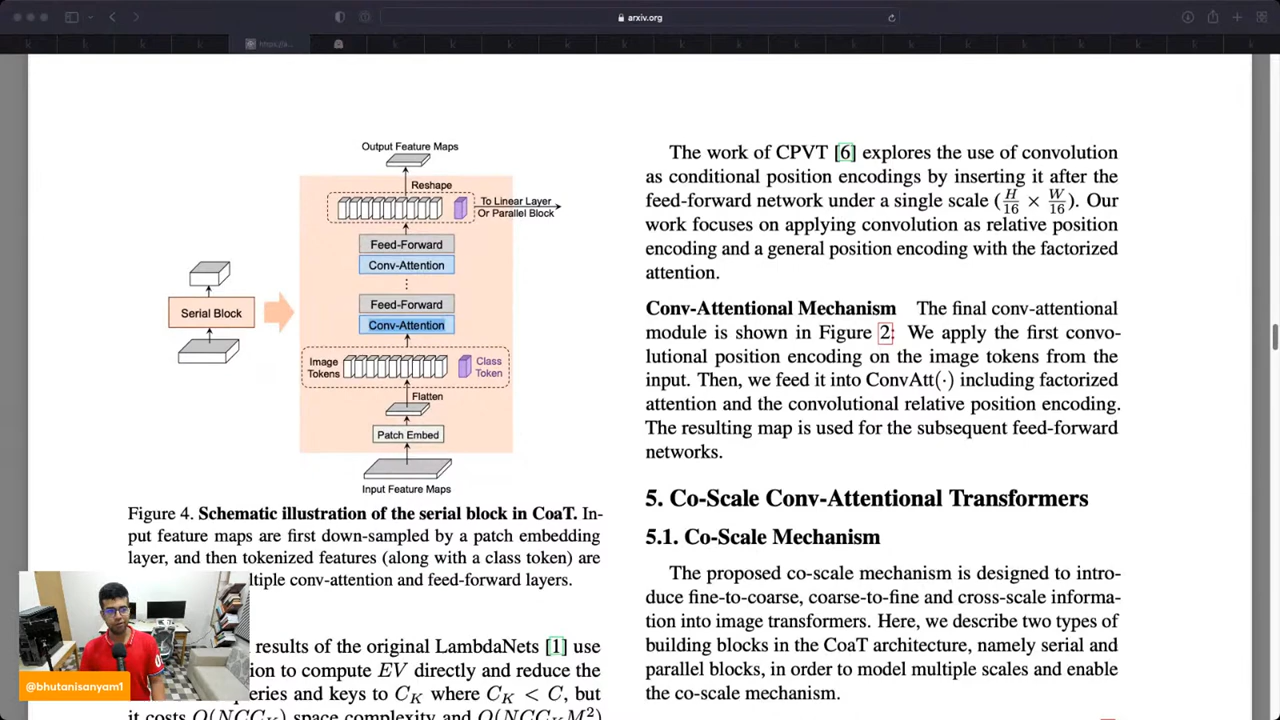 arxiv.org
Output Feature Maps
Reshape
To Linear Layer
Or Parallel Block
Feed-Forward
Conv-Attention
Feed-Forward
Conv-Attention
Serial Block
Image
Tokens
Class
Token
Flatten
Patch Embed
Input Feature Maps
Figure 4. Schematic illustration of the serial block in CoaT. In-
put feature maps are first down-sampled by a patch embedding
layer, and then tokenized features (along with a class token) are
ltiple conv-attention and feed-forward layers.
results of the original LambdaNets [1] use
ion to compute EV directly and reduce the
eries and keys to C_K where C_K < C, but
it costs O(NCC_K) space complexity and O(NCC_K M²)
@bhutanisanyam1
The work of CPVT [6] explores the use of convolution
as conditional position encodings by inserting it after the
feed-forward network under a single scale (H/16 × W/16). Our
work focuses on applying convolution as relative position
encoding and a general position encoding with the factorized
attention.
Conv-Attentional Mechanism The final conv-attentional
module is shown in Figure 2: We apply the first convo-
lutional position encoding on the image tokens from the
input. Then, we feed it into ConvAtt(·) including factorized
attention and the convolutional relative position encoding.
The resulting map is used for the subsequent feed-forward
networks.
5. Co-Scale Conv-Attentional Transformers
5.1. Co-Scale Mechanism
The proposed co-scale mechanism is designed to intro-
duce fine-to-coarse, coarse-to-fine and cross-scale informa-
tion into image transformers. Here, we describe two types of
building blocks in the CoaT architecture, namely serial and
parallel blocks, in order to model multiple scales and enable
the co-scale mechanism.